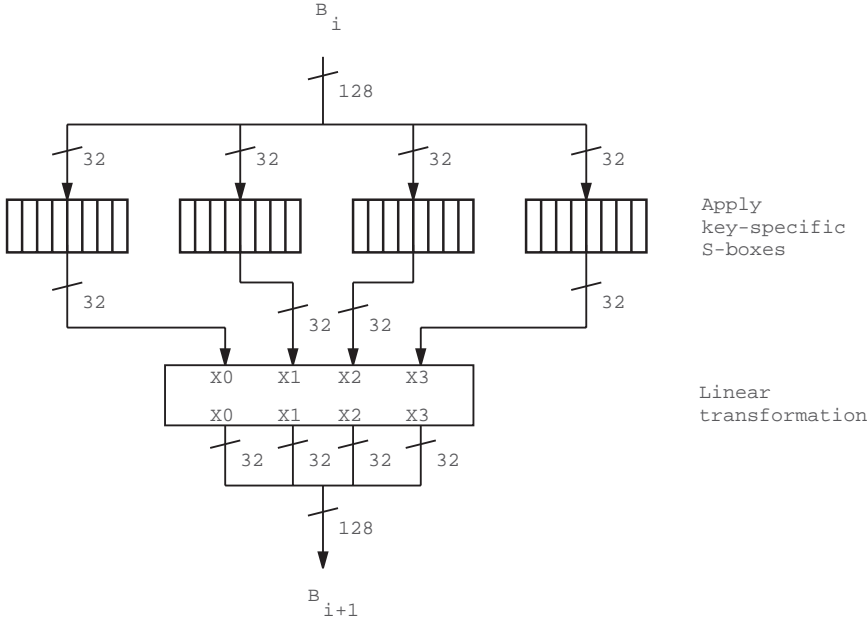 B
i
128
32 32 32 32
Apply
key-specific
S-boxes
32 32 32 32
X0 X1 X2 X3
Linear
X0 X1 X2 X3
transformation
32 32 32 32
128
B
i+1